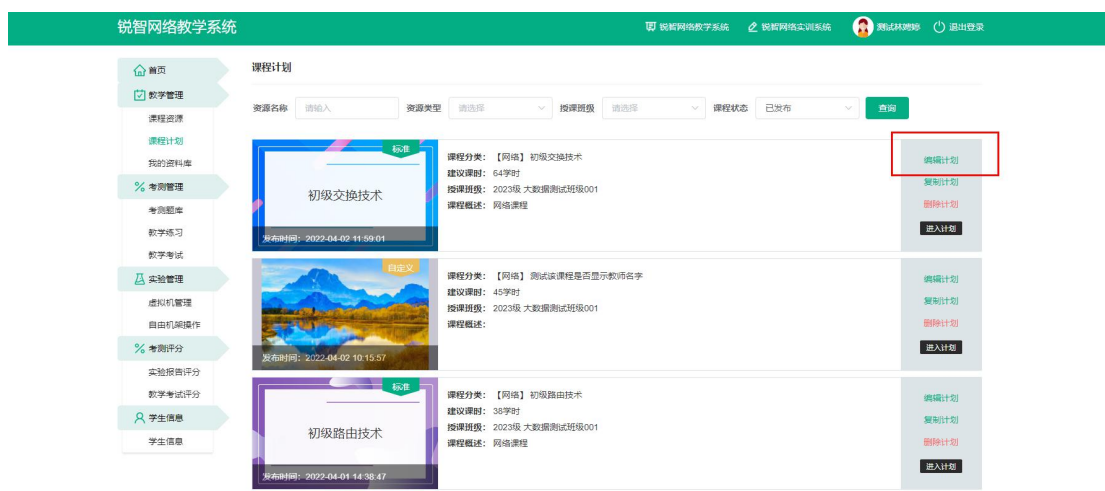 锐智网络教学系统
锐智网络教学系统 锐智网络实训系统 测试林婷婷 退出登录
首页
教学管理
课程资源
课程计划
我的资料库
考测管理
考测题库
教学练习
教学考试
实验管理
虚拟机管理
自由机架操作
考测评分
实验报告评分
教学考试评分
学生信息
学生信息
课程计划
资源名称 请输入 资源类型 请选择 授课班级 请选择 课程状态 已发布 查询
标准
初级交换技术
发布时间：2022-04-02 11:59:01
课程分类：【网络】初级交换技术
建议课时：64学时
授课班级：2023级 大数据测试班级001
课程概述：网络课程
编辑计划
复制计划
删除计划
进入计划
自定义
发布时间：2022-04-02 10:15:57
课程分类：【网络】测试该课程是否显示教师名字
建议课时：45学时
授课班级：2023级 大数据测试班级001
课程概述：
编辑计划
复制计划
删除计划
进入计划
标准
初级路由技术
发布时间：2022-04-01 14:38:47
课程分类：【网络】初级路由技术
建议课时：38学时
授课班级：2023级 大数据测试班级001
课程概述：网络课程
编辑计划
复制计划
删除计划
进入计划